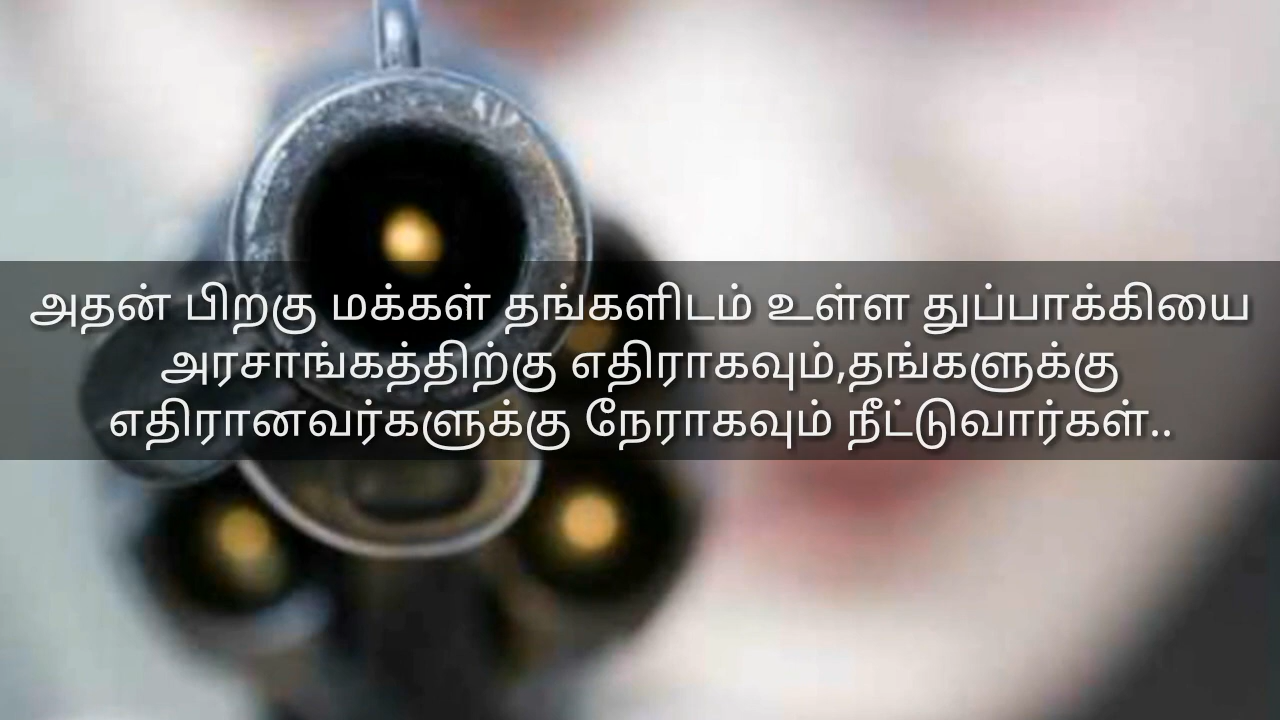 அதன் பிறகு மக்கள் தங்களிடம் உள்ள துப்பாக்கியை
அரசாங்கத்திற்கு எதிராகவும்,தங்களுக்கு
எதிரானவர்களுக்கு நேராகவும் நீட்டுவார்கள்..